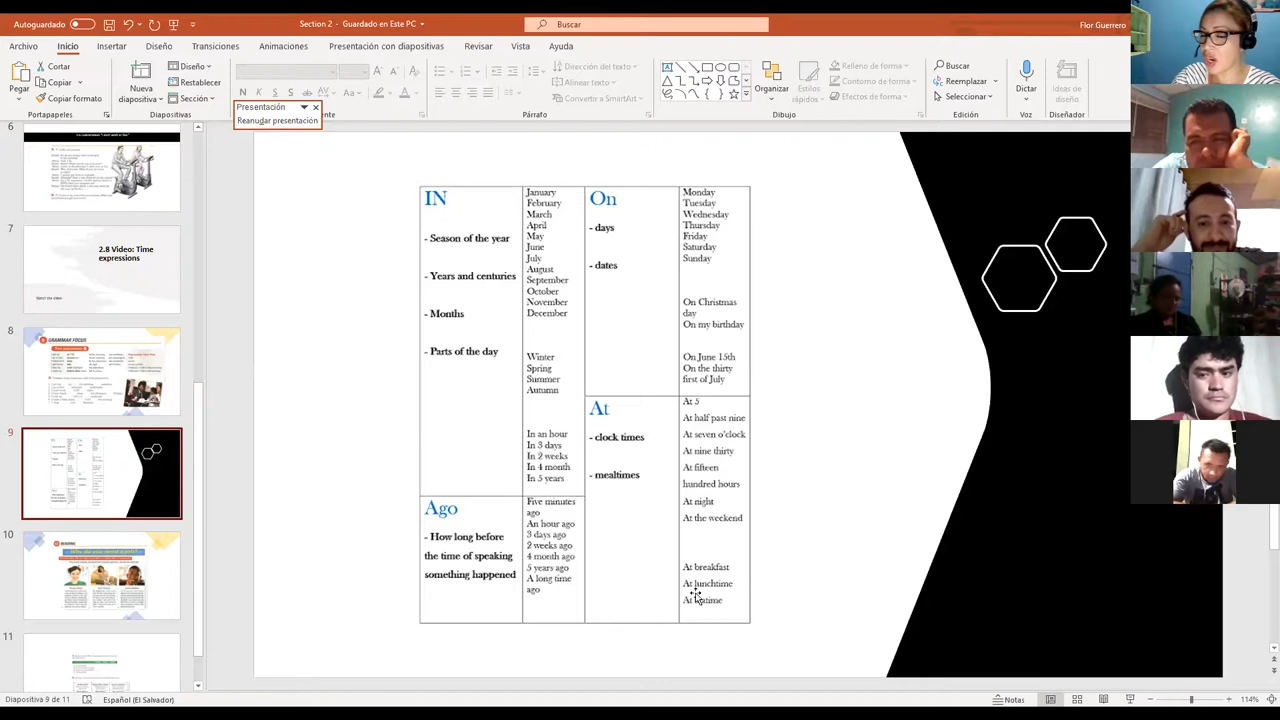 Autoguardado
Section 2 - Guardado en Este PC
Buscar
Flor Guerrero
Archivo
Inicio
Insertar
Diseño
Transiciones
Animaciones
Presentación con diapositivas
Revisar
Vista
Ayuda
Pegar
Cortar
Copiar
Copiar formato
Portapapeles
Nueva diapositiva
Diseño
Restablecer
Sección
Diapositivas
Presentación
Reanudar presentación
Dirección del texto
Alinear texto
Convertir a SmartArt
Párrafo
Organizar
Estilos rápidos
Relleno de forma
Contorno de forma
Efectos de forma
Dibujo
Buscar
Reemplazar
Seleccionar
Edición
Dictar
Voz
Ideas de diseño
Diseñador
6
7
2.8 Video: Time
expressions
8
GRAMMAR FOCUS
9
10
READING
11
IN
- Season of the year
- Years and centuries
- Months
- Parts of the day
January
February
March
April
May
June
July
August
September
October
November
December
Winter
Spring
Summer
Autumn
In an hour
In 3 days
In 2 weeks
In 4 month
In 5 years
On
- days
- dates
Monday
Tuesday
Wednesday
Thursday
Friday
Saturday
Sunday
On Christmas
day
On my birthday
On June 15th
On the thirty
first of July
At
- clock times
- mealtimes
At 5
At half past nine
At seven o'clock
At nine thirty
At fifteen
hundred hours
At night
At the weekend
At breakfast
At lunchtime
At
Ago
- How long before
the time of speaking
something happened
Five minutes
ago
An hour ago
3 days ago
2 weeks ago
4 month ago
5 years ago
A long time
ago
Diapositiva 9 de 11
Español (El Salvador)
Notas
114%